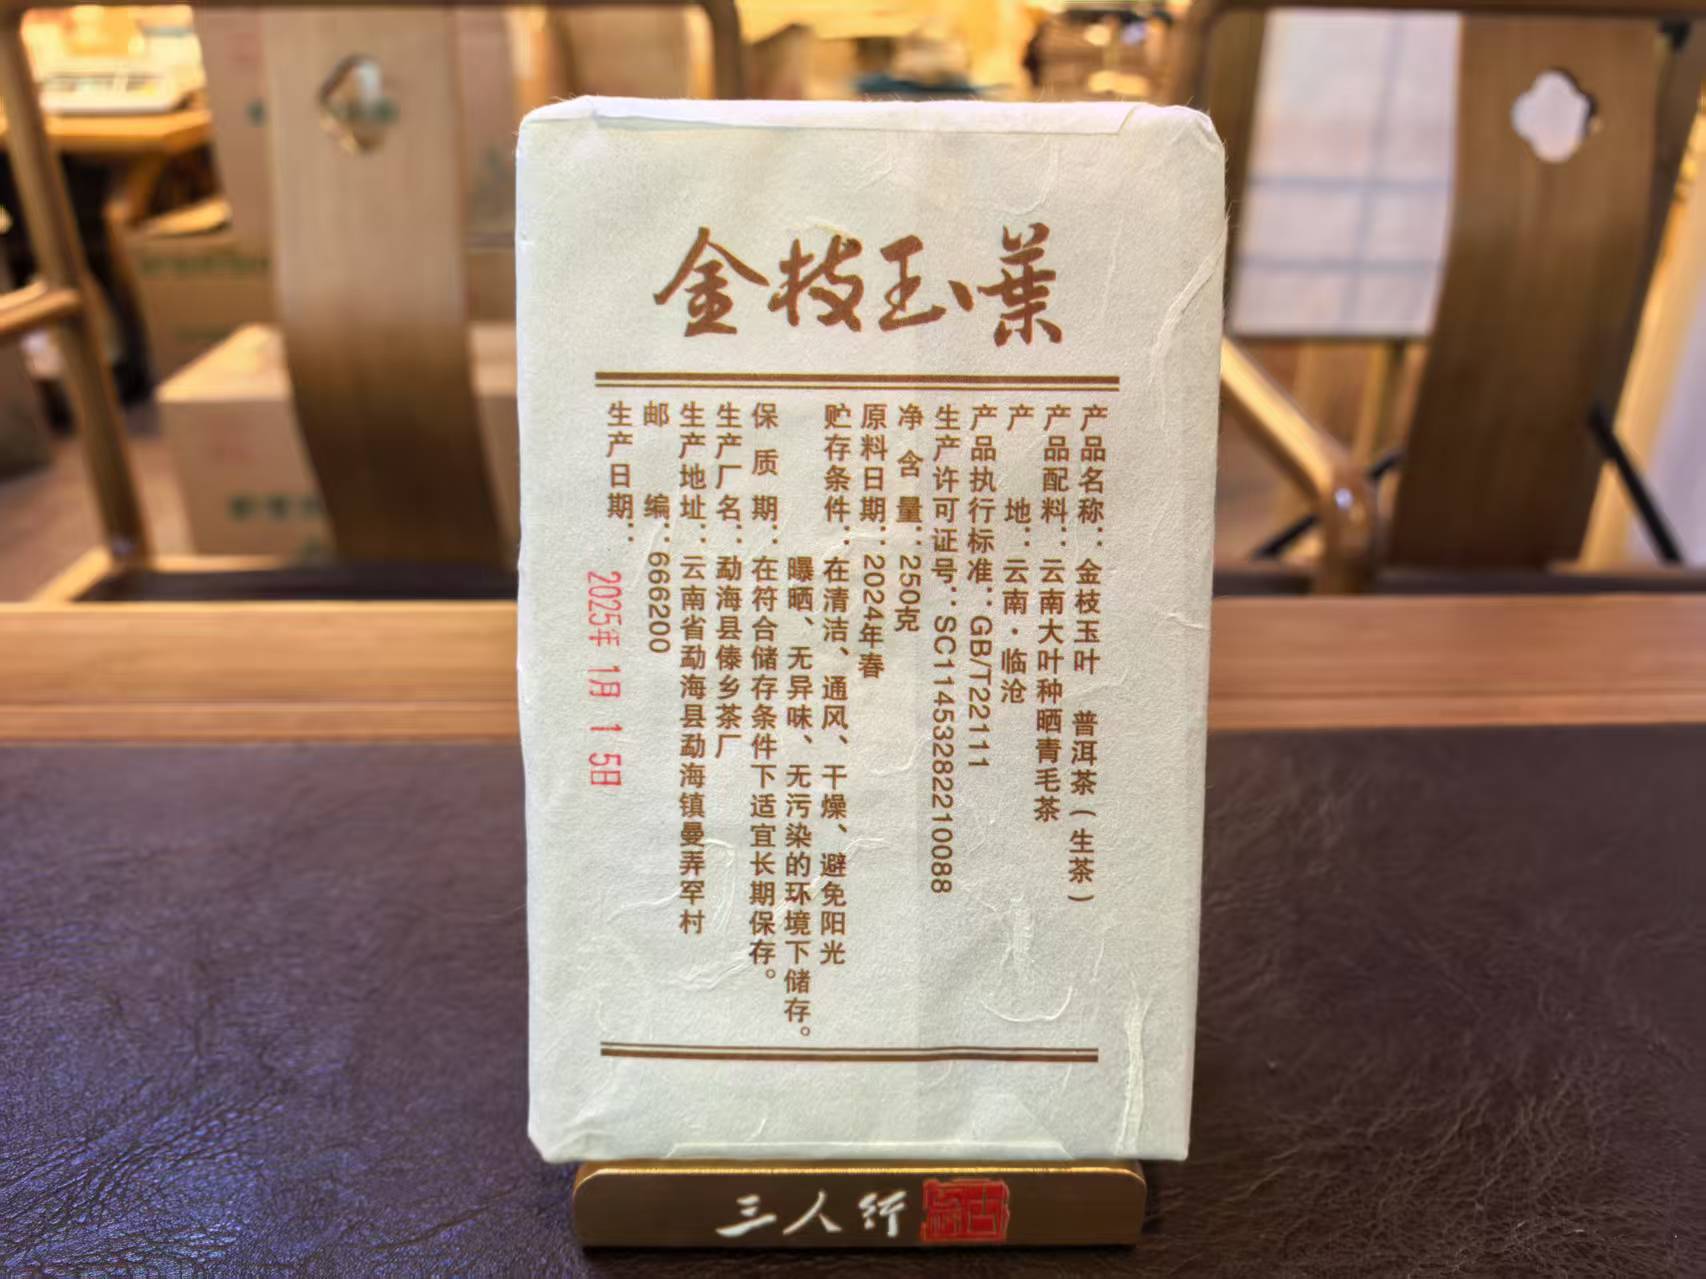 金枝玉葉
产品名称：金枝玉叶 普洱茶（生茶）
产品配料：云南大叶种晒青毛茶
产 地：云南·临沧
产品执行标准：GB/T22111
生产许可证号：SC11453282210088
净含量：250克
原料日期：2024年春
贮存条件：在清洁、通风、干燥、避免阳光
曝晒、无异味、无污染的环境下储存。
保质期：在符合储存条件下适宜长期保存。
生产厂名：勐海县傣乡茶厂
生产地址：云南省勐海县勐海镇曼弄罕村
邮 编：666200
生产日期：2025年 1月 15日
三人行